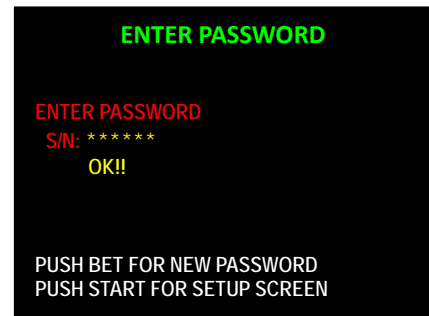 ENTER PASSWORD
ENTER PASSWORD
S/N: ******
OK!!
PUSH BET FOR NEW PASSWORD
PUSH START FOR SETUP SCREEN